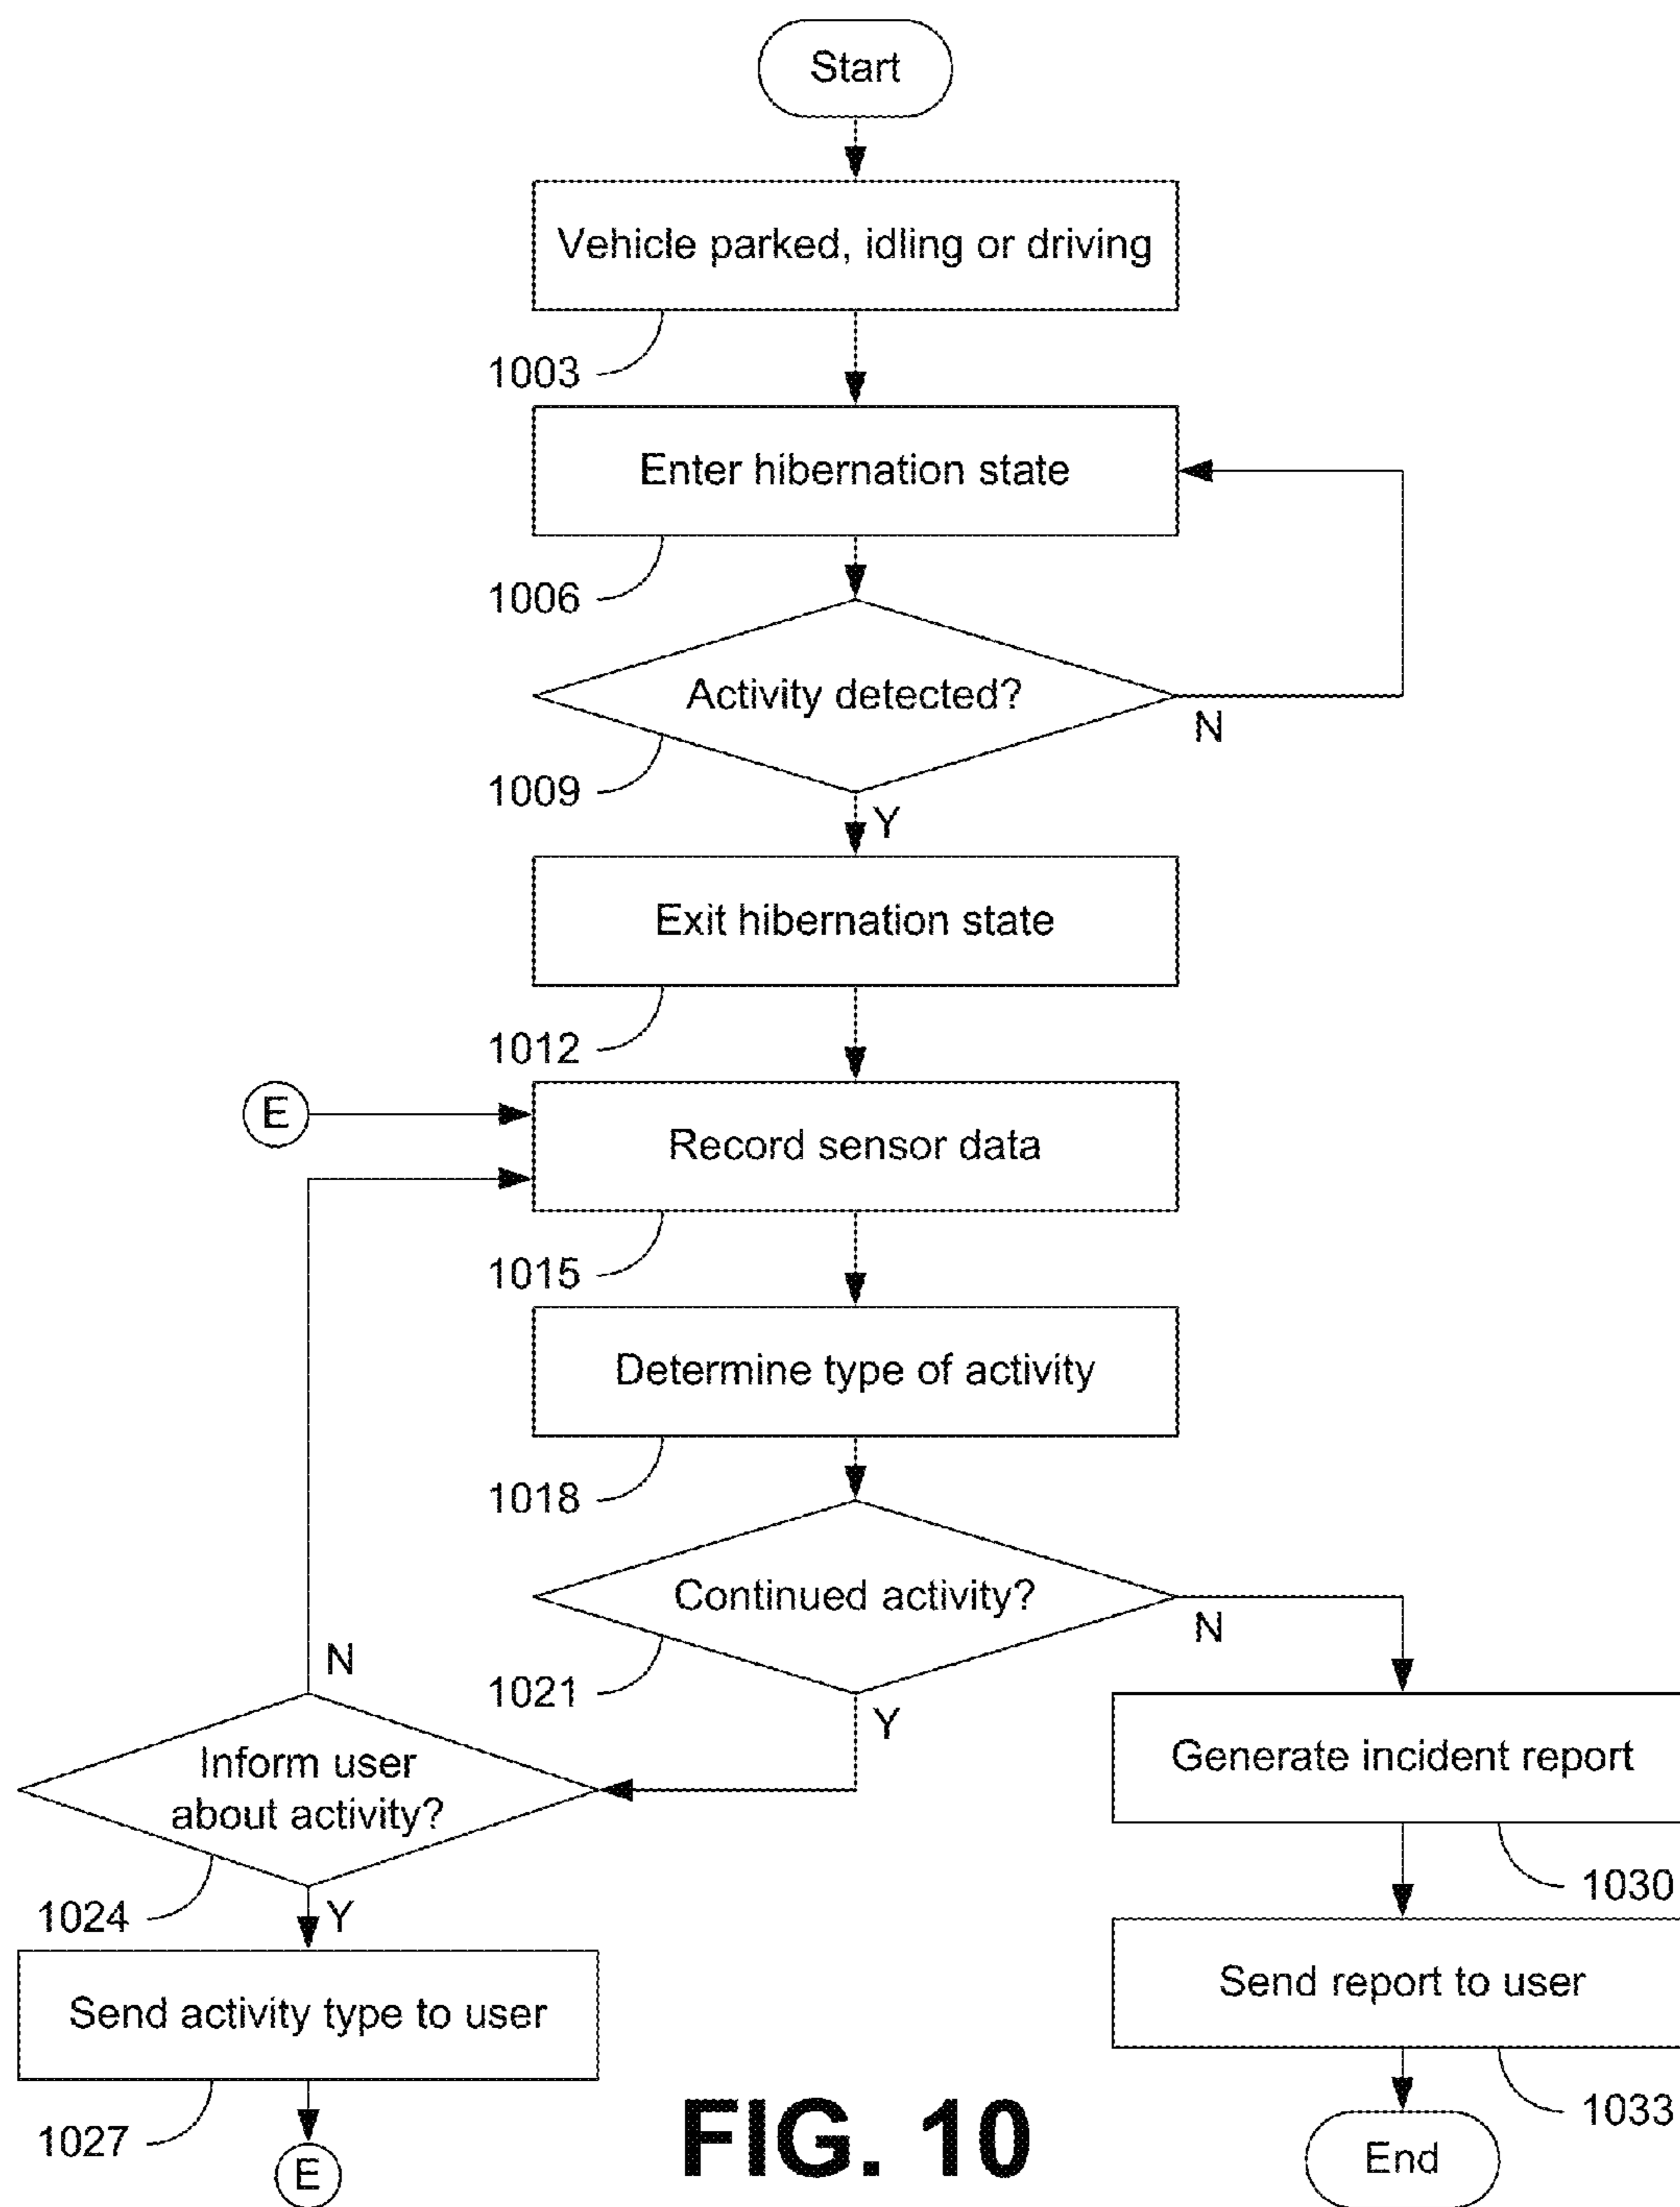 Start
Vehicle parked, idling or driving
1003
Enter hibernation state
1006
Activity detected?
N
1009
Y
Exit hibernation state
1012
E
Record sensor data
1015
Determine type of activity
1018
Continued activity?
N
1021
Y
N
Inform user
about activity?
1024
Y
Send activity type to user
1027
E
Generate incident report
1030
Send report to user
1033
End
FIG. 10